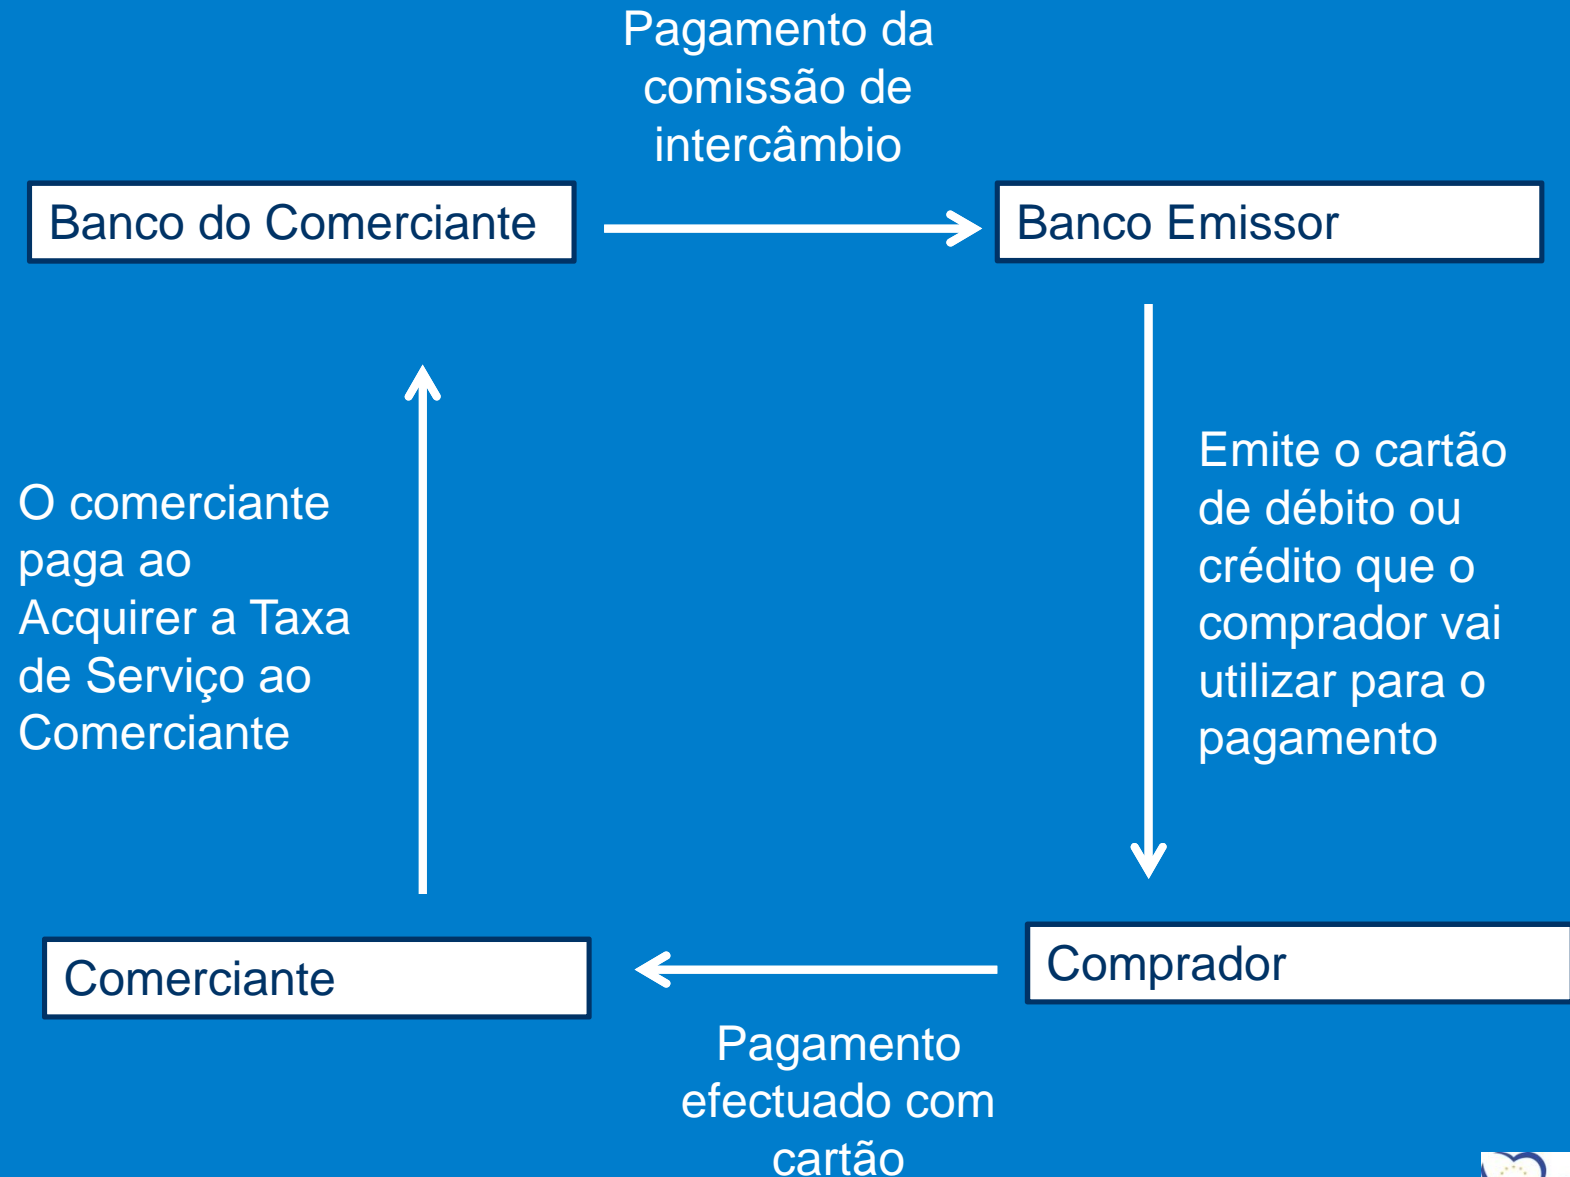 Pagamento da
comissão de
intercâmbio
Banco do Comerciante
Banco Emissor
O comerciante
paga ao
Acquirer a Taxa
de Serviço ao
Comerciante
Emite o cartão
de débito ou
crédito que o
comprador vai
utilizar para o
pagamento
Comerciante
Comprador
Pagamento
efectuado com
cartão